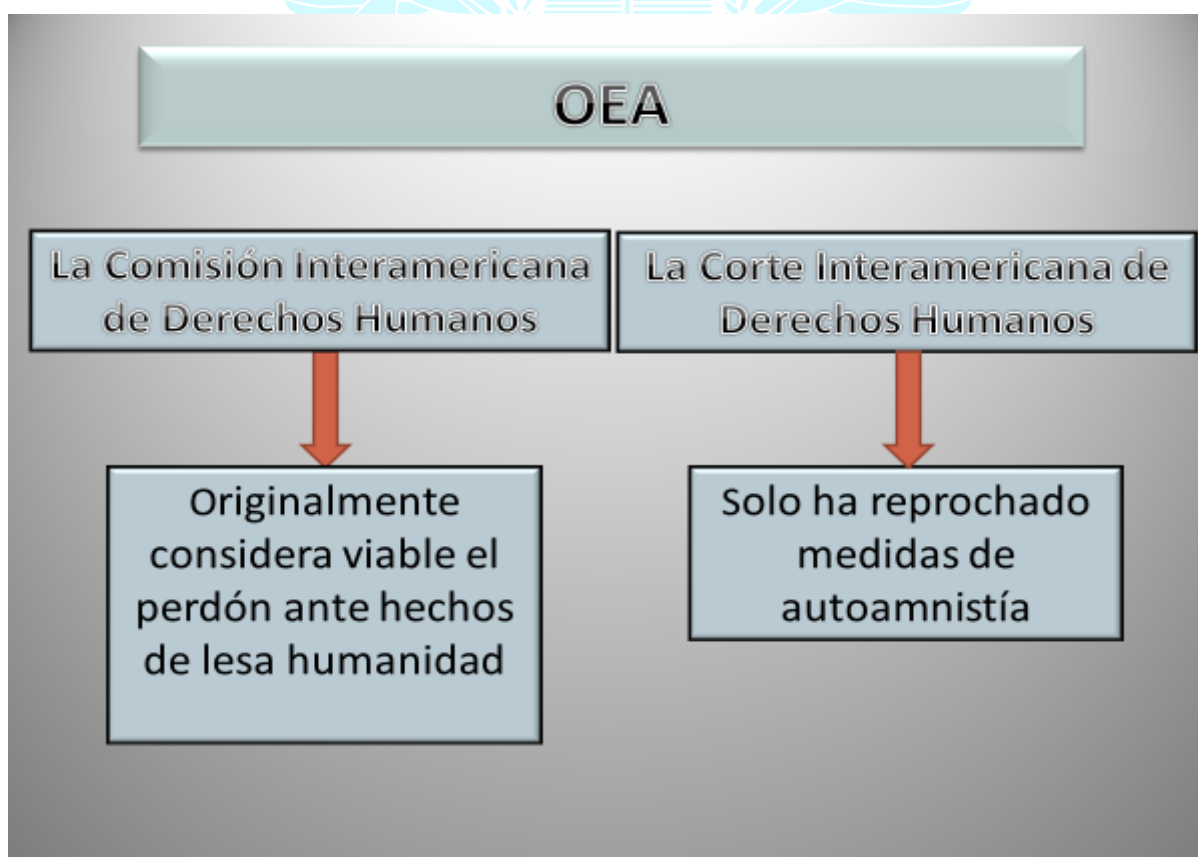 OEA
La Comisión Interamericana
de Derechos Humanos
La Corte Interamericana de
Derechos Humanos
Originalmente
considera viable el
perdón ante hechos
de lesa humanidad
Solo ha reprochado
medidas de
autoamnistía